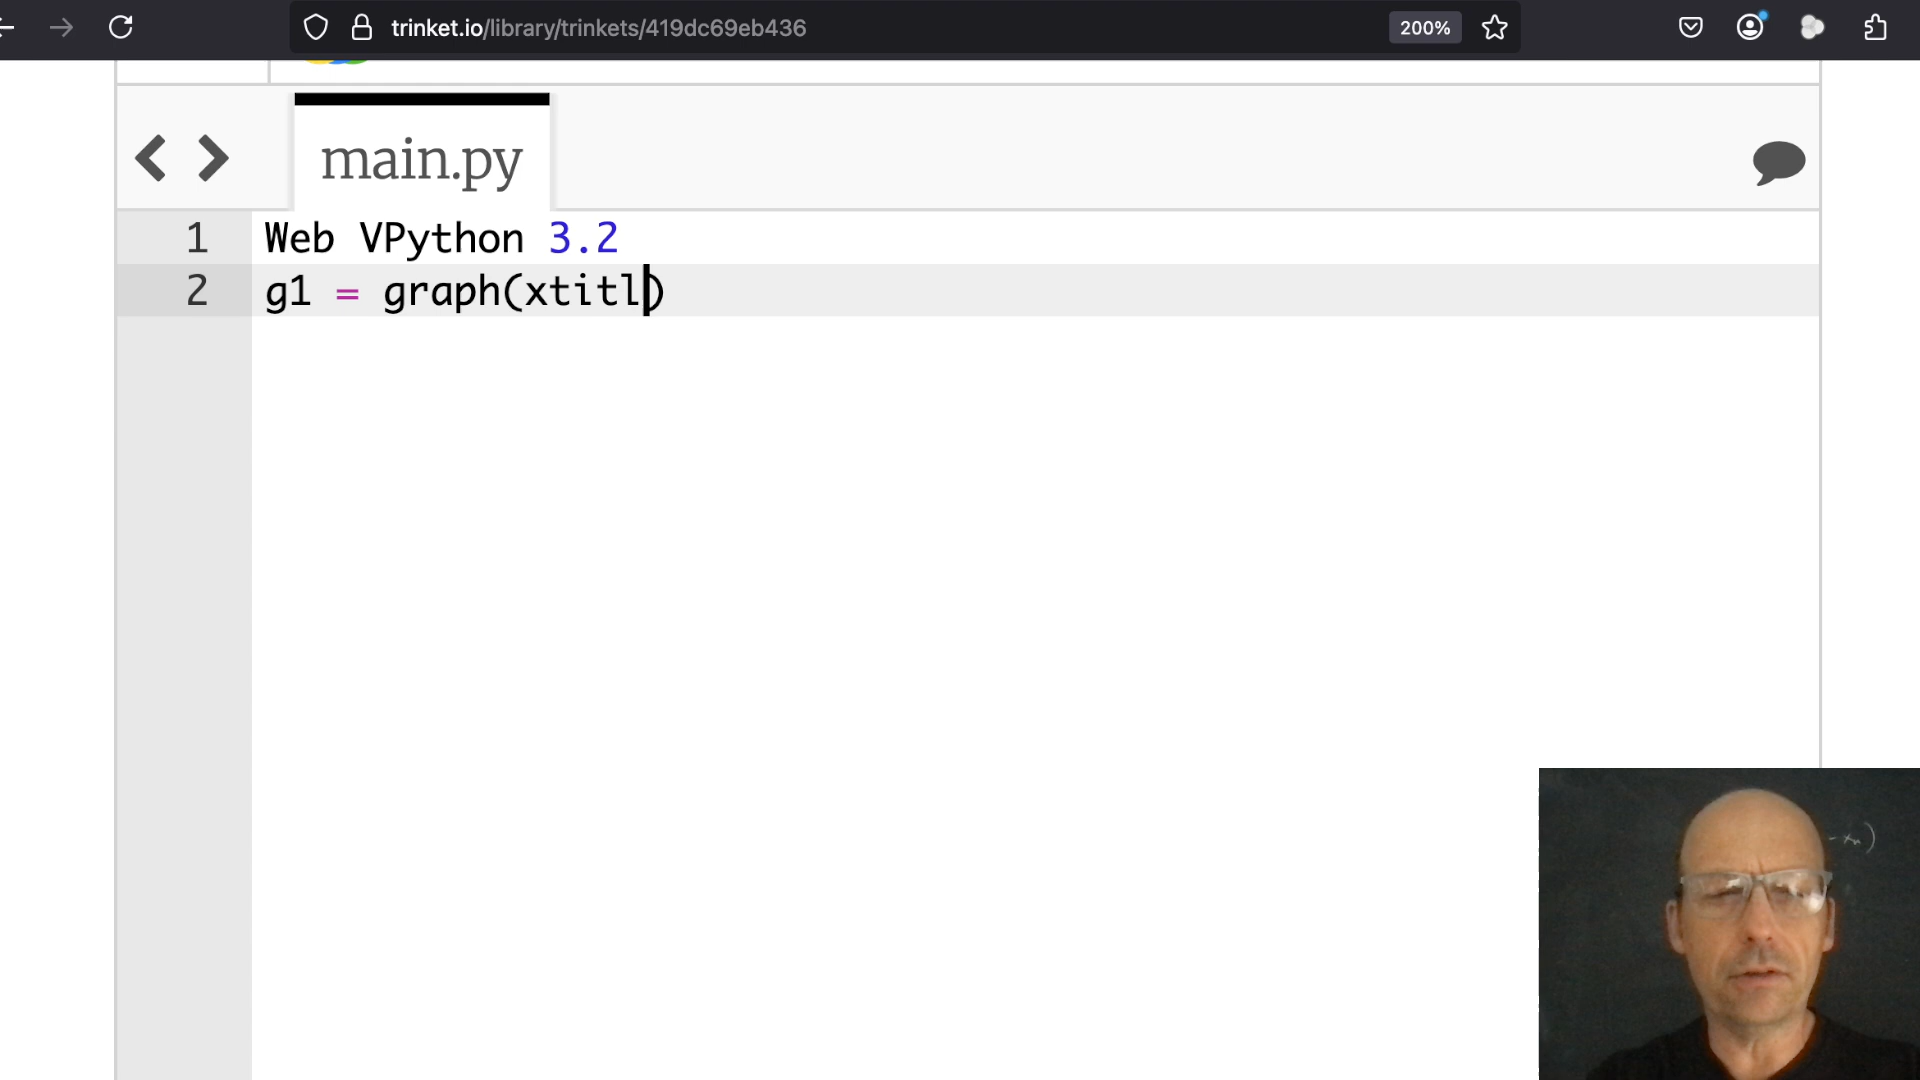 trinket.io/library/trinkets/419dc69eb436
200%
main.py
1 Web VPython 3.2
2 g1 = graph(xtitl)